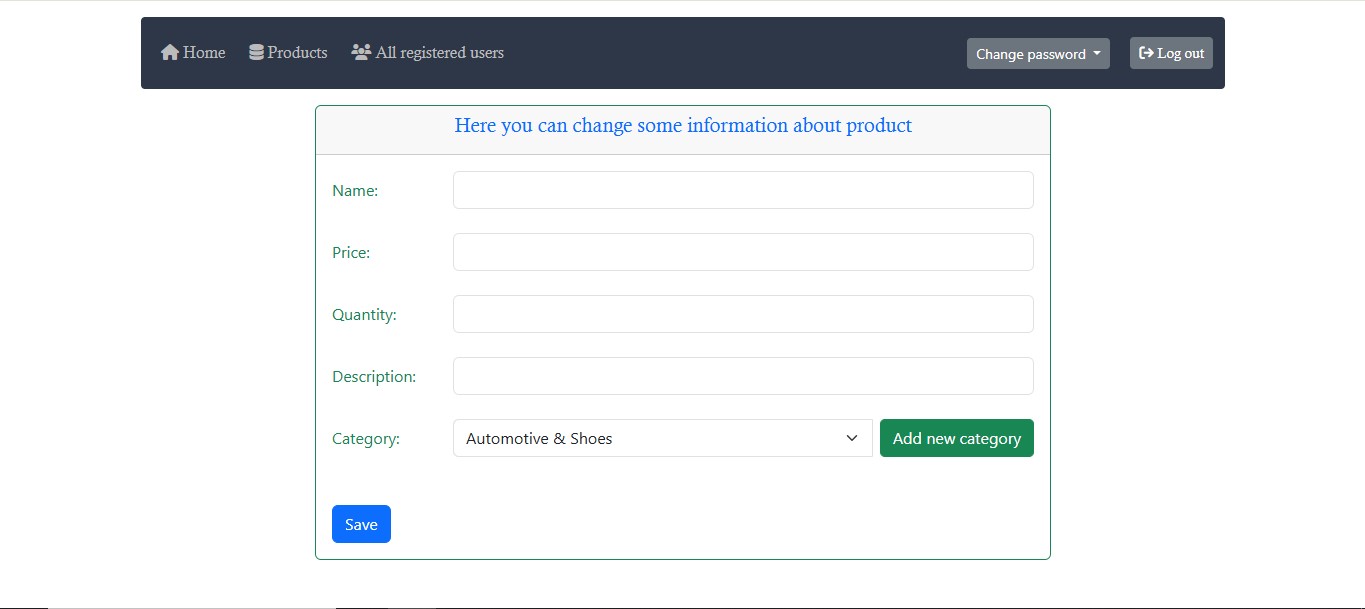 Home Products All registered users Change password Log out
Here you can change some information about product
Name:
Price:
Quantity:
Description:
Category: Automotive & Shoes Add new category
Save